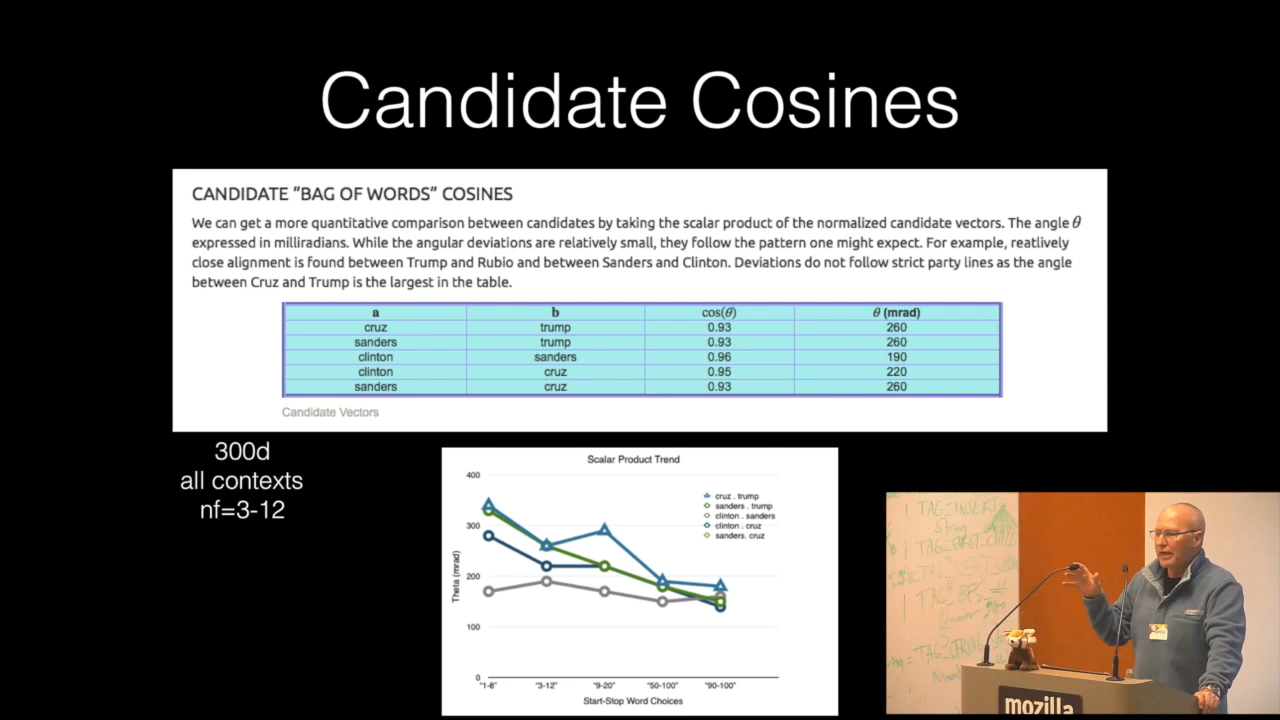 Candidate Cosines
CANDIDATE “BAG OF WORDS” COSINES
We can get a more quantitative comparison between candidates by taking the scalar product of the normalized candidate vectors. The angle θ
expressed in milliradians. While the angular deviations are relatively small, they follow the pattern one might expect. For example, reatlively
close alignment is found between Trump and Rubio and between Sanders and Clinton. Deviations do not follow strict party lines as the angle
between Cruz and Trump is the largest in the table.
a b cos(θ) θ (mrad)
cruz trump 0.93 260
sanders trump 0.93 260
clinton sanders 0.96 190
clinton cruz 0.95 220
sanders cruz 0.93 260
Candidate Vectors
300d
all contexts
nf=3-12
Scalar Product Trend
400
300
200
100
0
Theta (mrad)
cruz . trump
sanders . trump
clinton . sanders
clinton . cruz
sanders. cruz
"1-8" "3-12" "9-20" "50-100" "90-100"
Start-Stop Word Choices
TAG_INSERT
String
mozilla